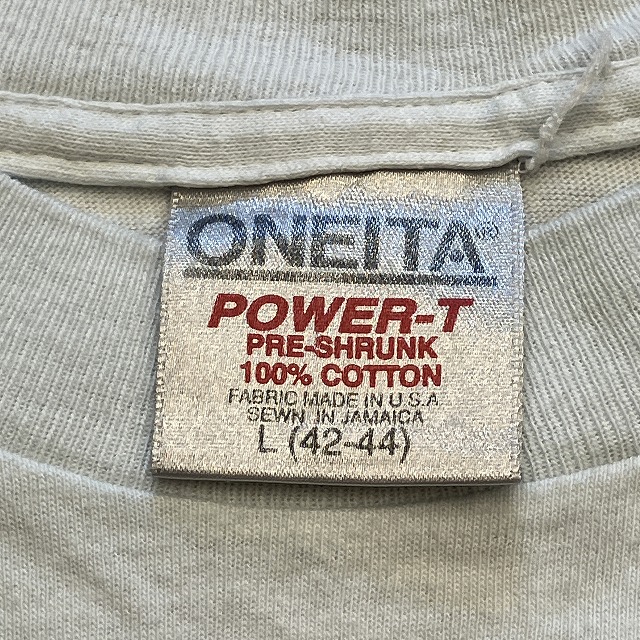 ONEITA®
POWER-T
PRE-SHRUNK
100% COTTON
FABRIC MADE IN U.S.A
SEWN IN JAMAICA
L (42-44)